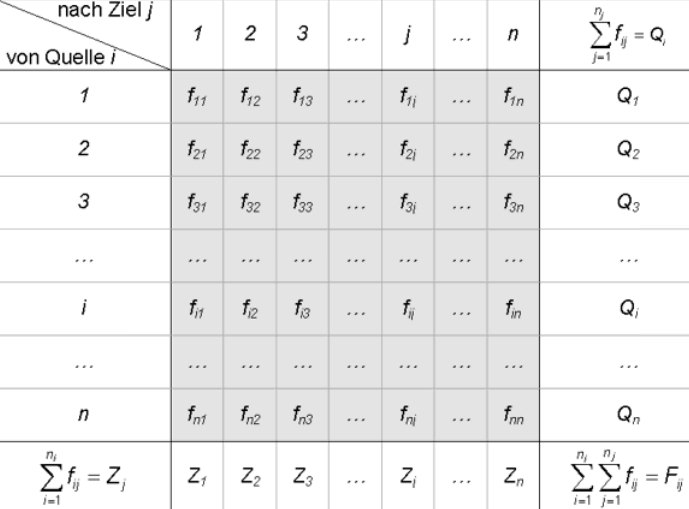 nach Ziel j
von Quelle i
1 2 3 ... j ... n \sum_{j=1}^{n_j} f_{ij} = Q_i
1 f_{11} f_{12} f_{13} ... f_{1j} ... f_{1n} Q_1
2 f_{21} f_{22} f_{23} ... f_{2j} ... f_{2n} Q_2
3 f_{31} f_{32} f_{33} ... f_{3j} ... f_{3n} Q_3
... ... ... ... ... ... ... ... ...
i f_{i1} f_{i2} f_{i3} ... f_{ij} ... f_{in} Q_i
... ... ... ... ... ... ... ... ...
n f_{n1} f_{n2} f_{n3} ... f_{nj} ... f_{nn} Q_n
\sum_{i=1}^{n_i} f_{ij} = Z_j Z_1 Z_2 Z_3 ... Z_j ... Z_n \sum_{i=1}^{n_i} \sum_{j=1}^{n_j} f_{ij} = F_{ij}